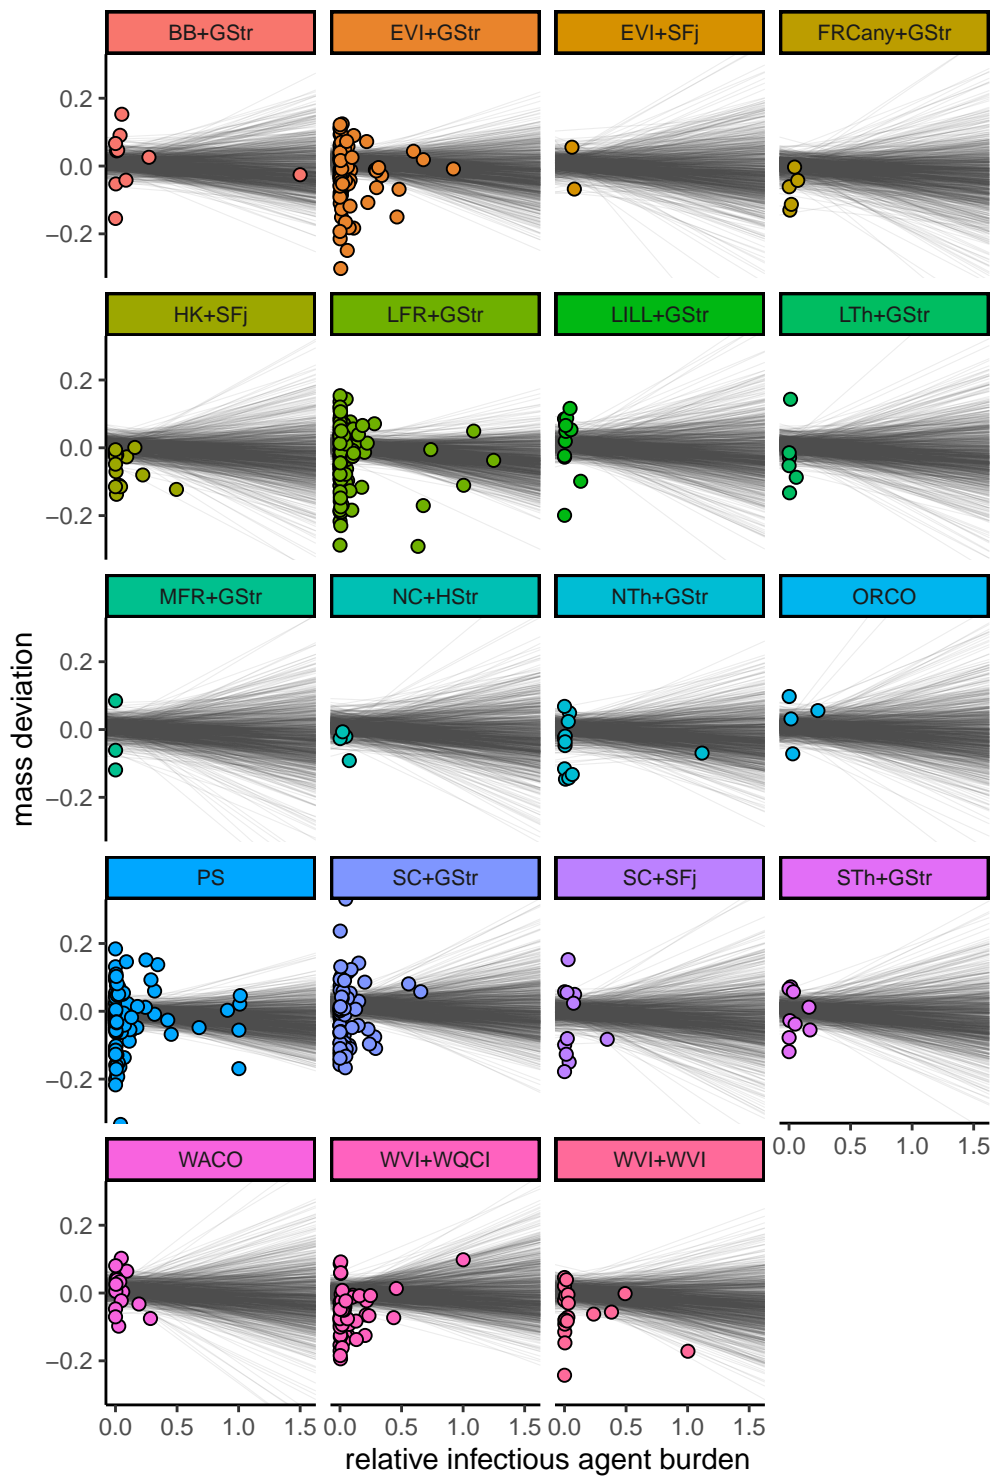 BB+GStr EVI+GStr EVI+SFj FRCany+GStr
0.2
0.0
−0.2
HK+SFj LFR+GStr LILL+GStr LTh+GStr
0.2
0.0
−0.2
MFR+GStr NC+HStr NTh+GStr ORCO
0.2
0.0
−0.2
mass deviation
PS SC+GStr SC+SFj STh+GStr
0.2
0.0
−0.2
0.0 0.5 1.0 1.5
WACO WVI+WQCI WVI+WVI
0.2
0.0
−0.2
0.0 0.5 1.0 1.5 0.0 0.5 1.0 1.5 0.0 0.5 1.0 1.5
relative infectious agent burden